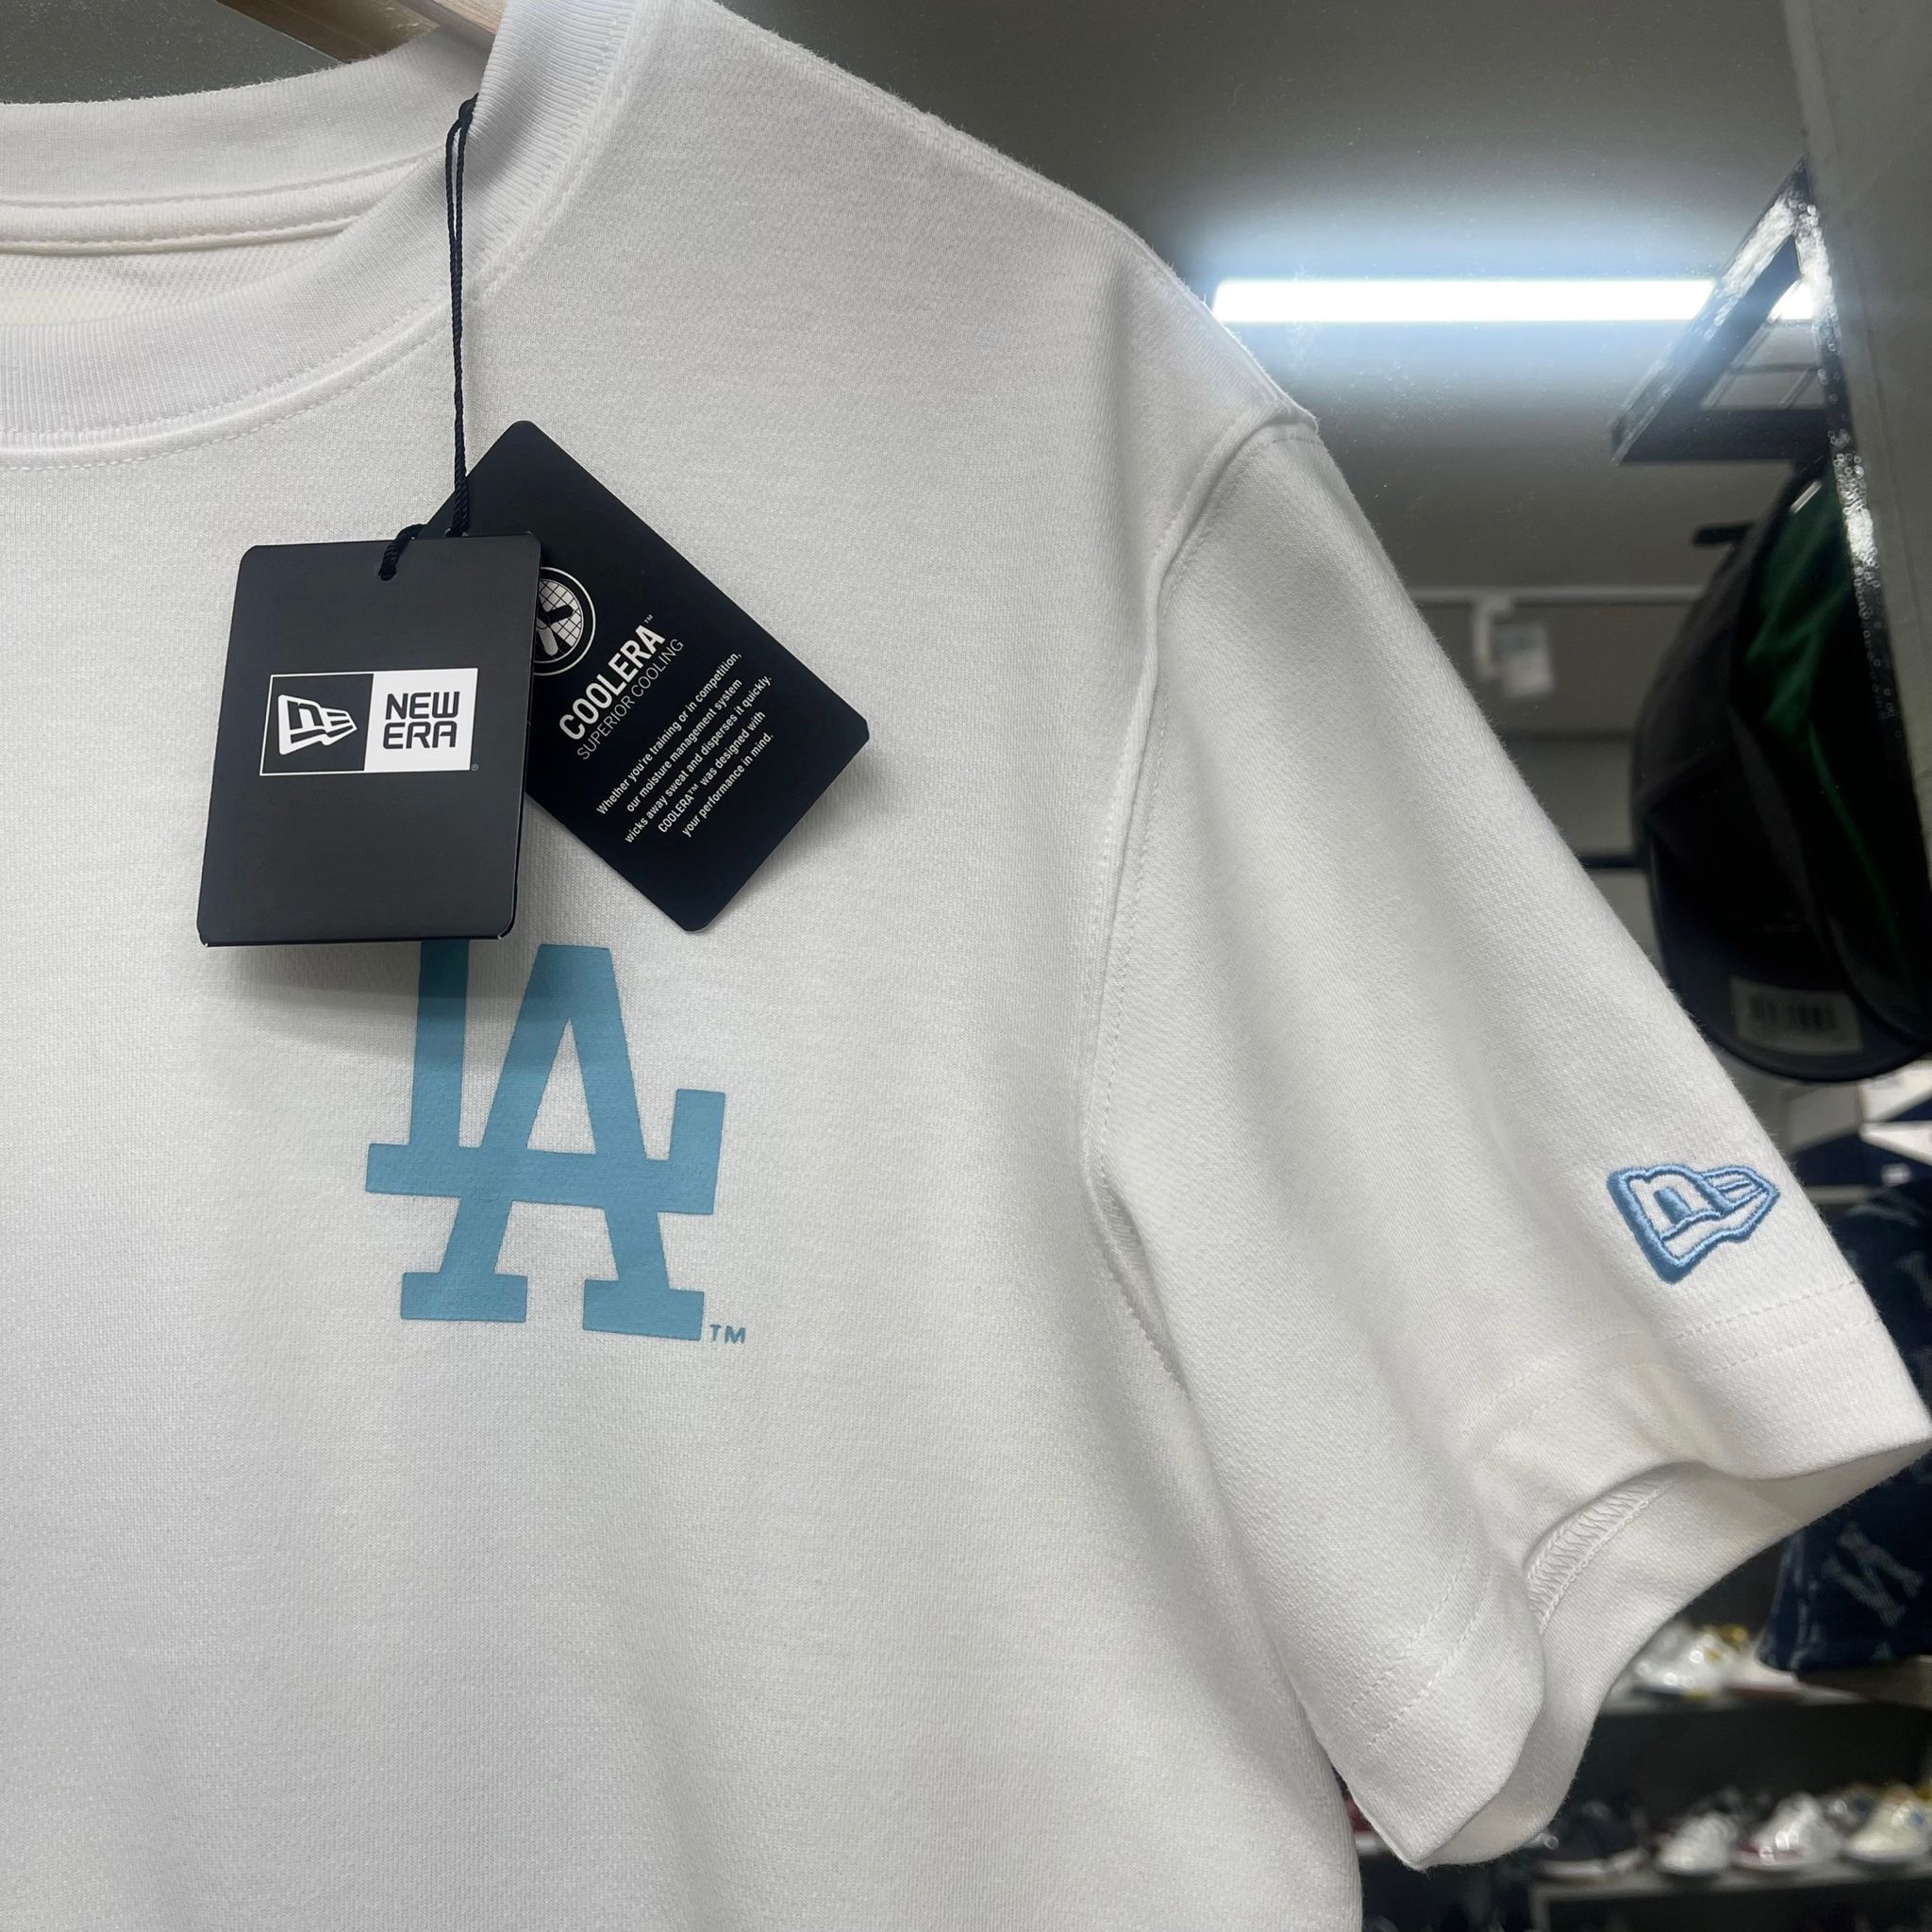 NEW
ERA
COOLERA™
SUPERIOR COOLING
Whether you're training or in competition,
our moisture management system
wicks away sweat and disperses it quickly.
COOLERA™ was designed with
your performance in mind.
LA
TM